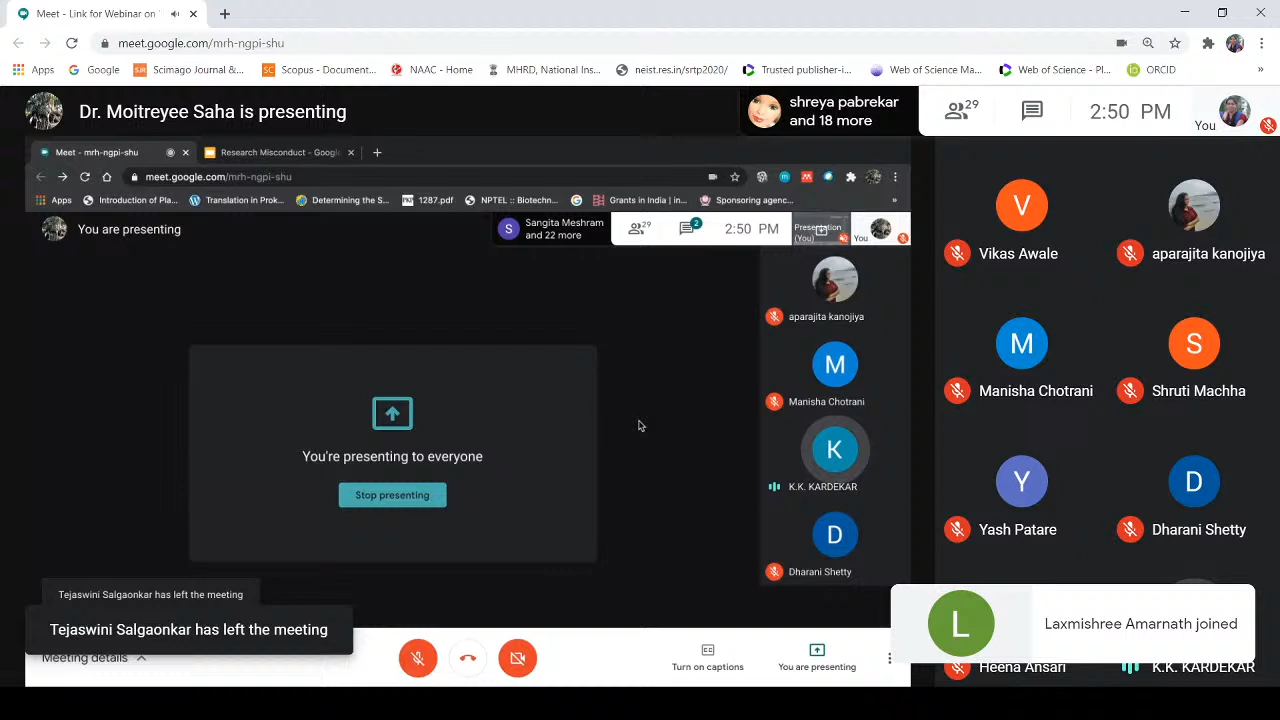 Meet - Link for Webinar on
meet.google.com/mrh-ngpi-shu
Apps
Google
Scimago Journal &...
Scopus - Document...
NAAC - Home
MHRD, National Ins...
neist.res.in/srtp2020/
Trusted publisher-i...
Web of Science Ma...
Web of Science - Pl...
ORCID
»
Dr. Moitreyee Saha is presenting
shreya pabrekar
and 18 more
29
2:50 PM
You
Meet - mrh-ngpi-shu
Research Misconduct - Google
meet.google.com/mrh-ngpi-shu
Apps
Introduction of Pla...
Translation in Prok...
Determining the S...
1287.pdf
NPTEL :: Biotechn...
Grants in India | in...
Sponsoring agenc...
»
You are presenting
S
Sangita Meshram
and 22 more
29
2
2:50 PM
Presentation
(You)
You
aparajita kanojiya
M
Manisha Chotrani
K
K.K. KARDEKAR
D
Dharani Shetty
You're presenting to everyone
Stop presenting
Tejaswini Salgaonkar has left the meeting
Tejaswini Salgaonkar has left the meeting
Meeting details
Turn on captions
You are presenting
V
Vikas Awale
aparajita kanojiya
M
Manisha Chotrani
S
Shruti Machha
Y
Yash Patare
D
Dharani Shetty
L
Laxmishree Amarnath joined
Heena Ansari
K.K. KARDEKAR